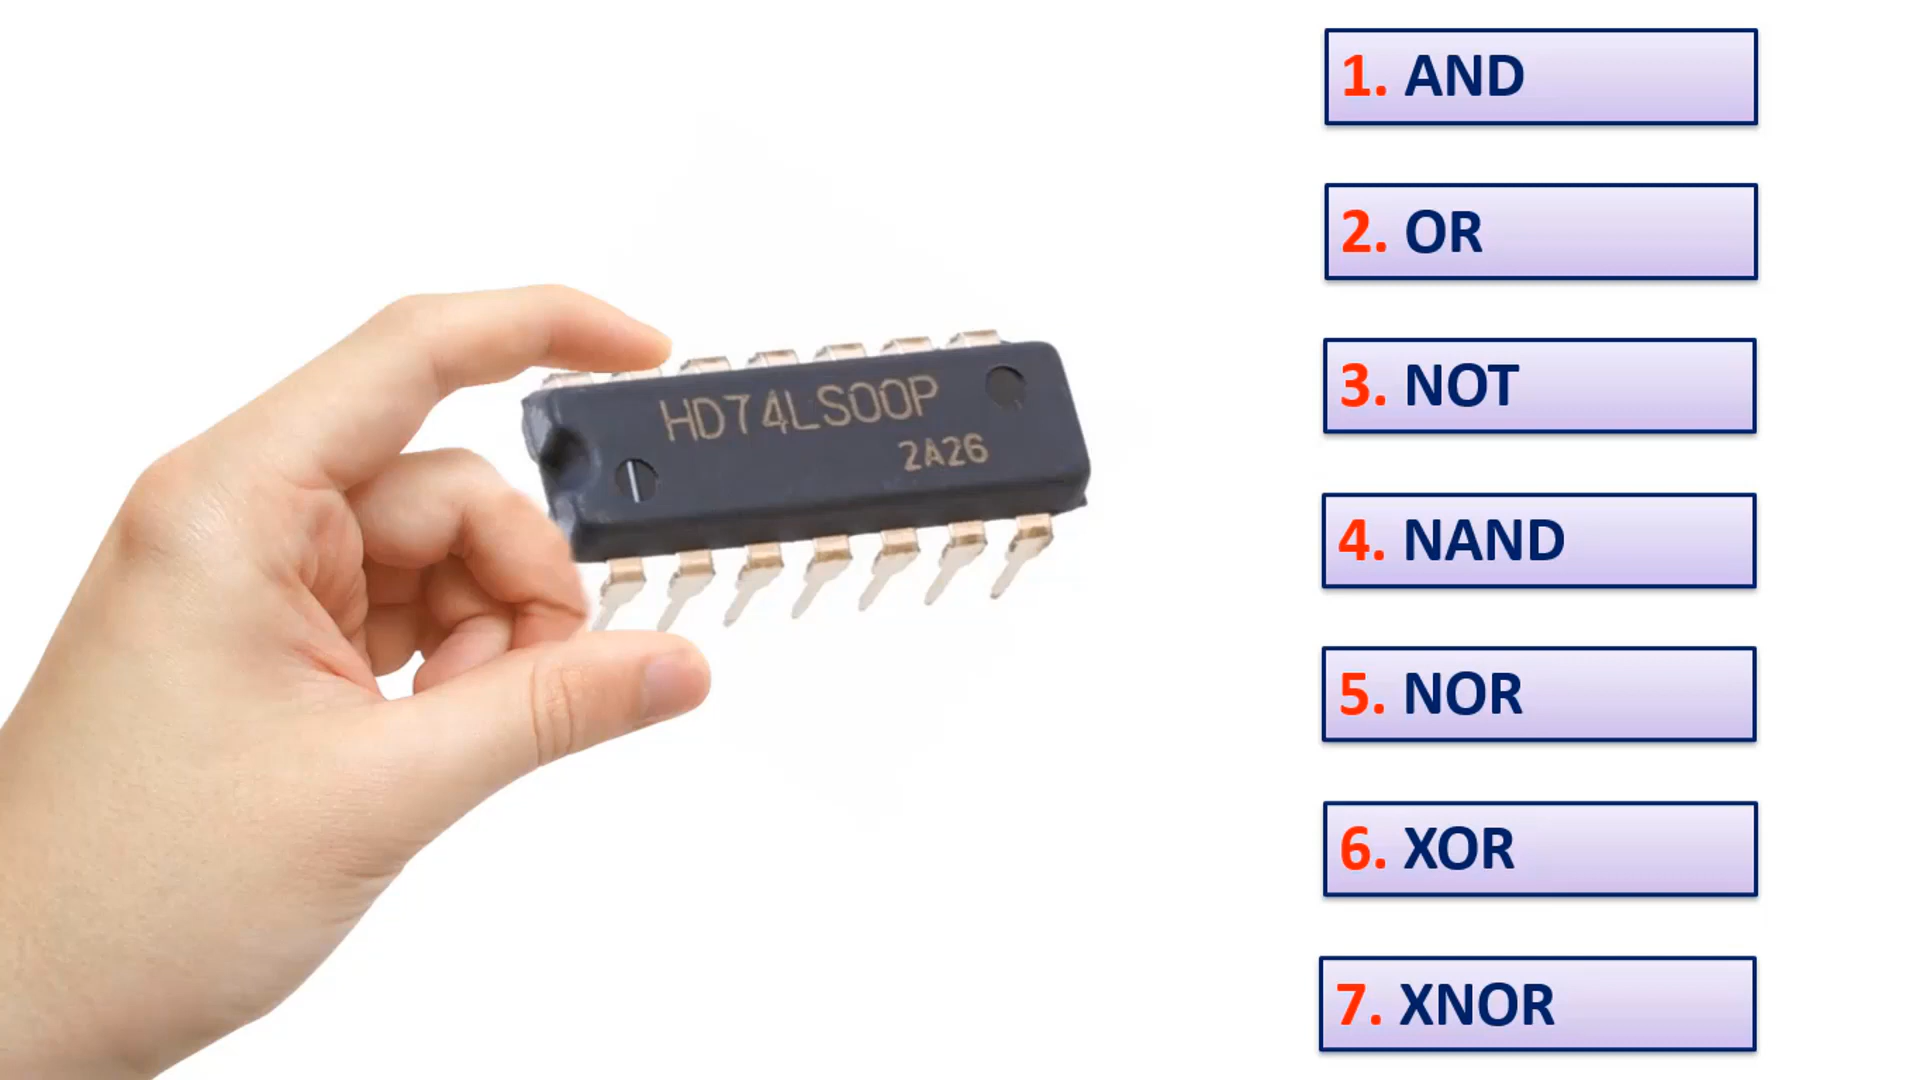 HD74LS00P
2A26
1. AND
2. OR
3. NOT
4. NAND
5. NOR
6. XOR
7. XNOR